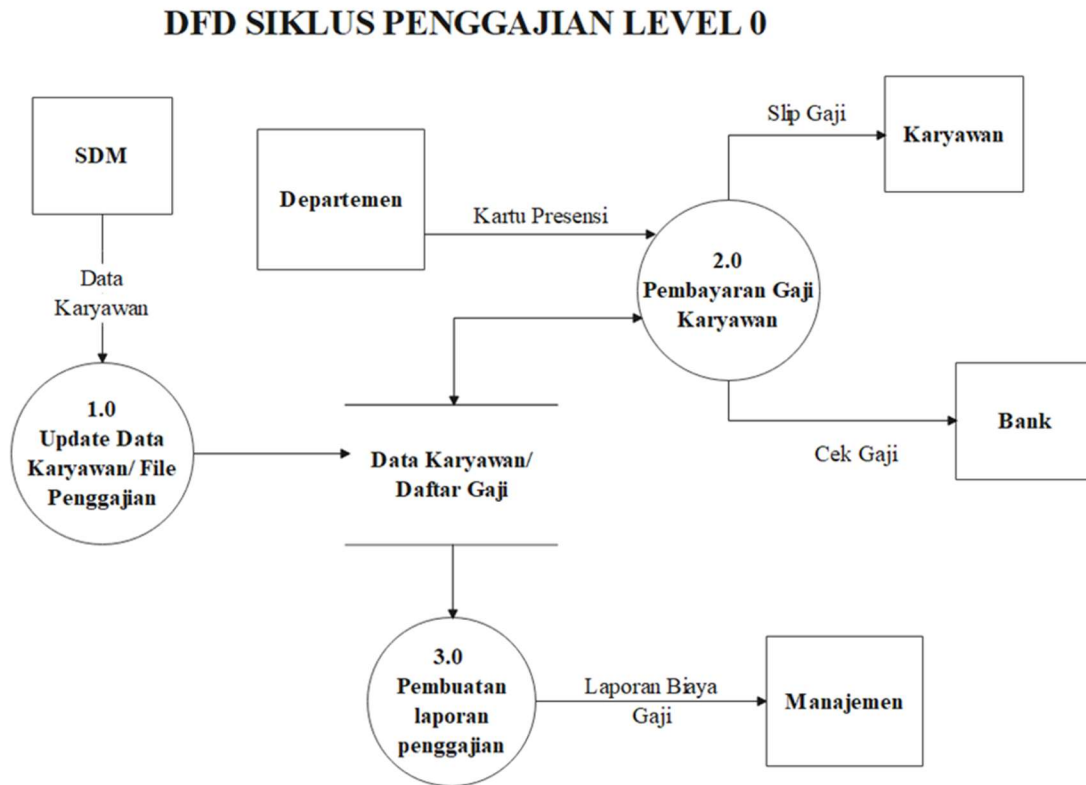 DFD SIKLUS PENGGAJIAN LEVEL 0
SDM
Departemen
Slip Gaji
Karyawan
Kartu Presensi
Data
Karyawan
2.0
Pembayaran Gaji
Karyawan
1.0
Update Data
Karyawan/ File
Penggajian
Data Karyawan/
Daftar Gaji
Cek Gaji
Bank
3.0
Pembuatan
laporan
penggajian
Laporan Biaya
Gaji
Manajemen